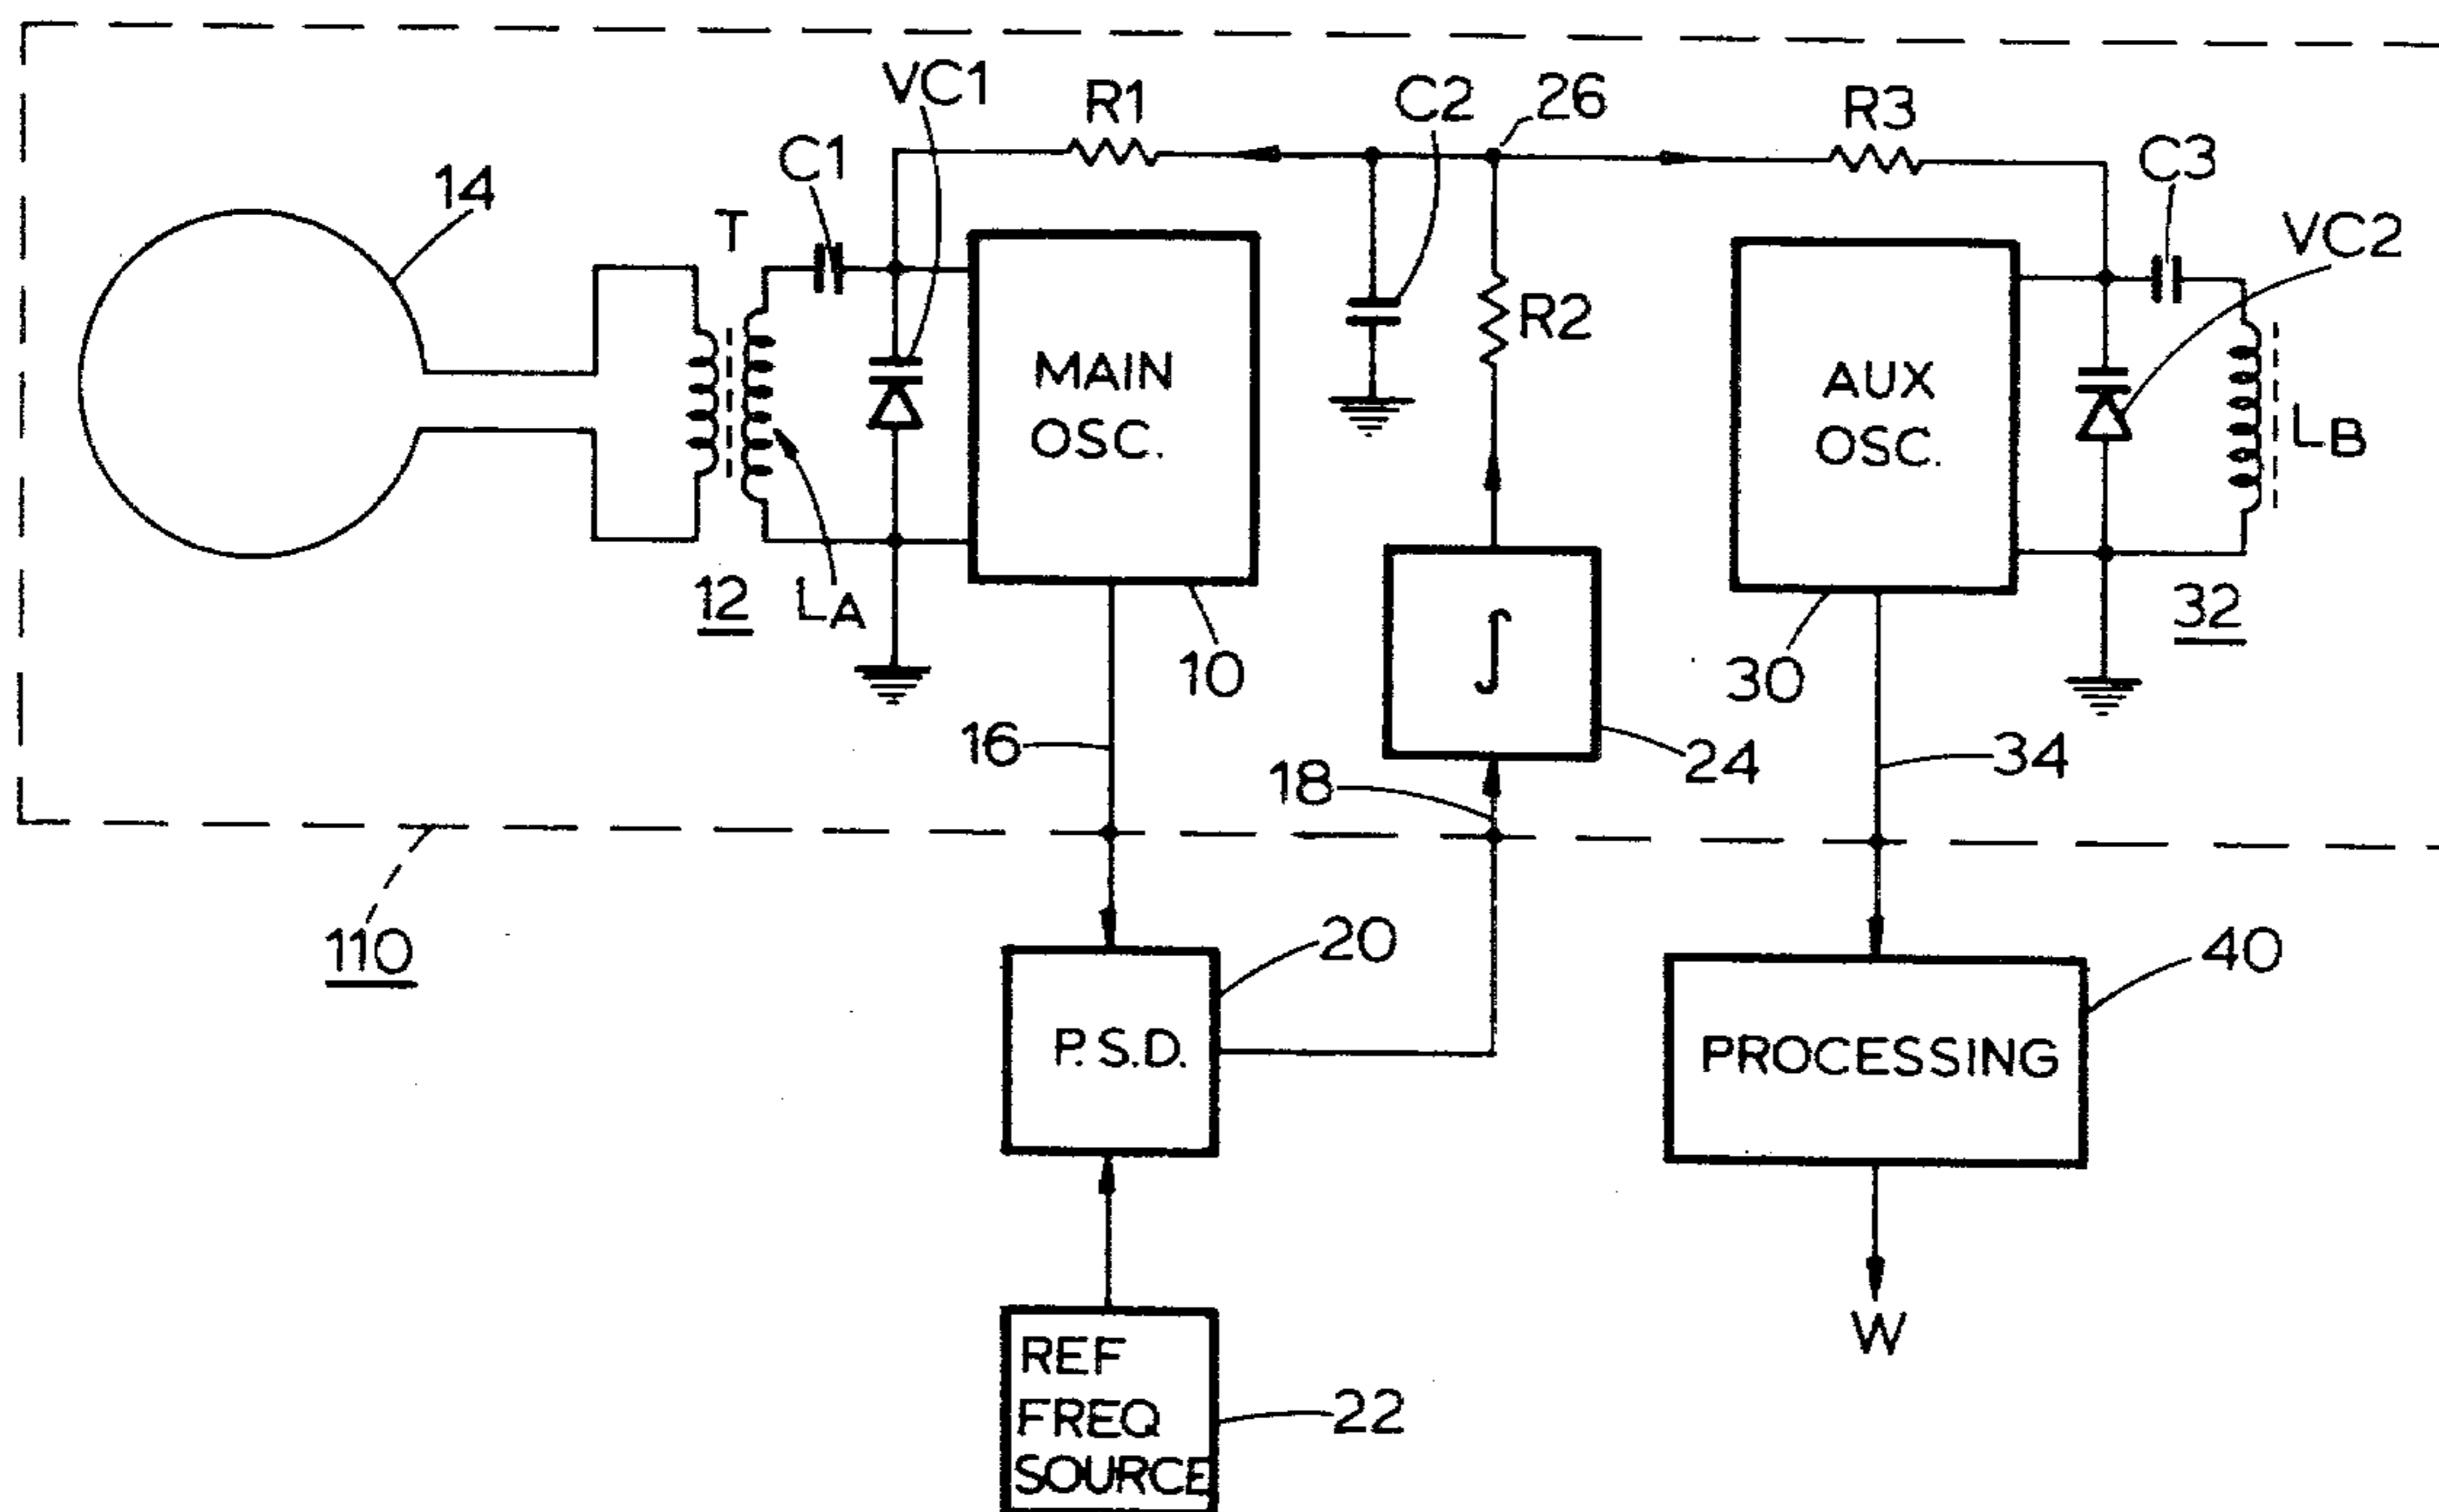 VC1
R1
C2
26
R3
C3
VC2
14
T
C1
MAIN
OSC.
R2
AUX
OSC.
LB
12
LA
10
∫
30
32
16
18
24
34
110
20
P.S.D.
40
PROCESSING
REF
FREQ
SOURCE
22
W